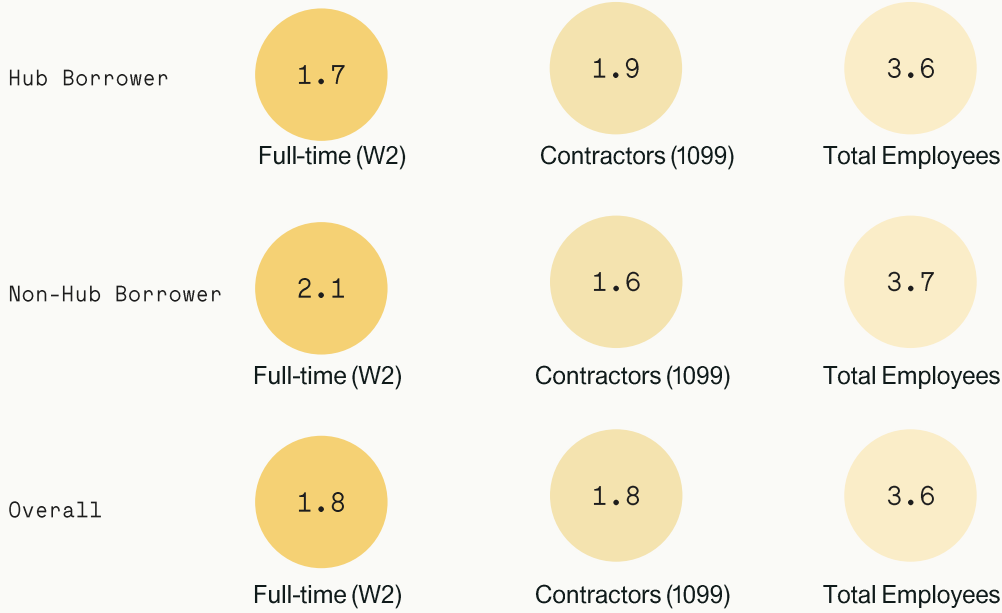 Hub Borrower 1.7 1.9 3.6
Full-time (W2) Contractors (1099) Total Employees
Non-Hub Borrower 2.1 1.6 3.7
Full-time (W2) Contractors (1099) Total Employees
Overall 1.8 1.8 3.6
Full-time (W2) Contractors (1099) Total Employees